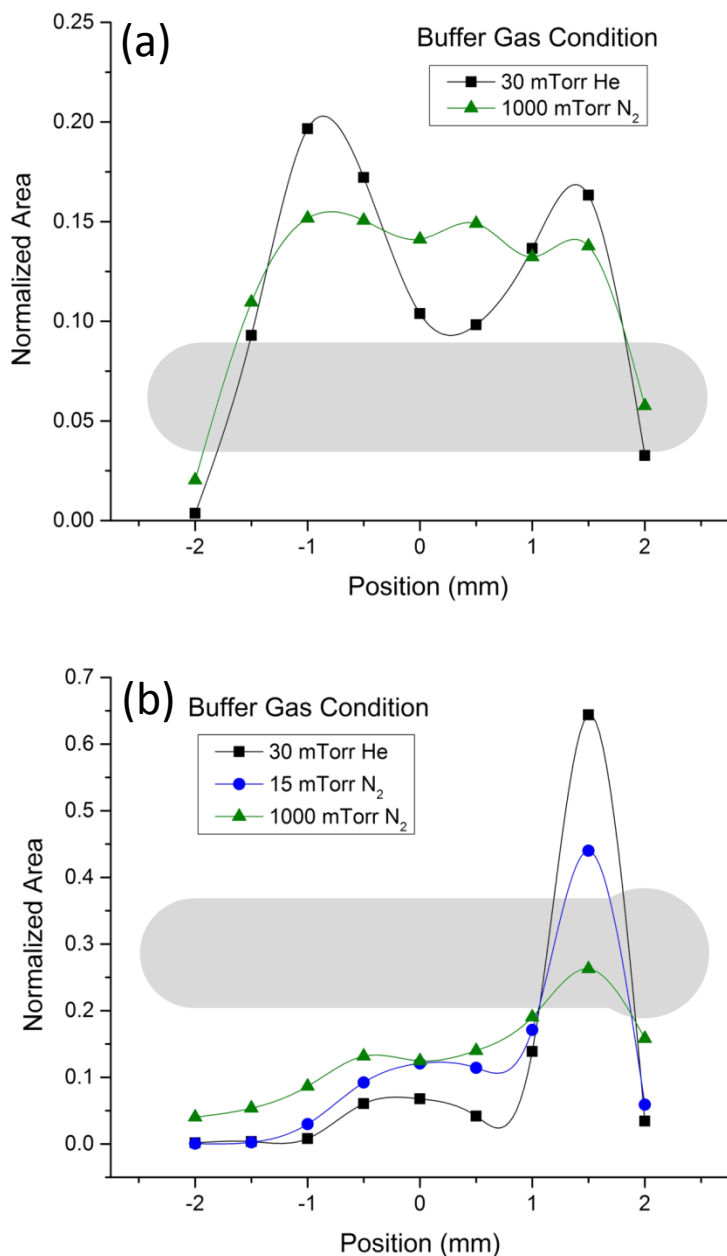 (a)
Buffer Gas Condition
30 mTorr He
1000 mTorr N₂
Normalized Area
0.25
0.20
0.15
0.10
0.05
0.00
-2 -1 0 1 2
Position (mm)
(b)
Buffer Gas Condition
30 mTorr He
15 mTorr N₂
1000 mTorr N₂
Normalized Area
0.7
0.6
0.5
0.4
0.3
0.2
0.1
0.0
-2 -1 0 1 2
Position (mm)